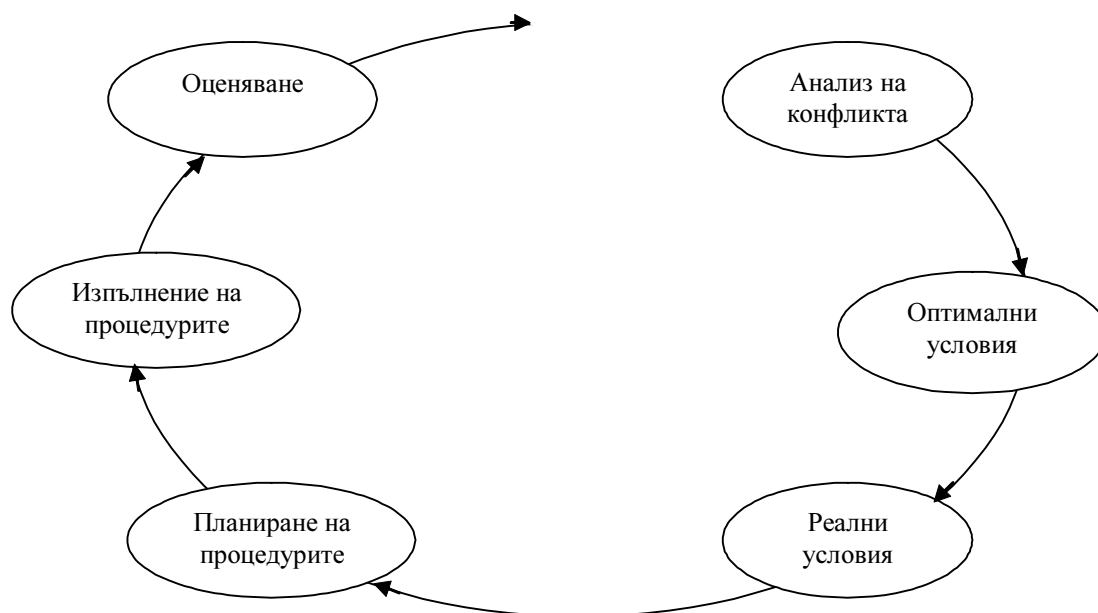 Оценяване
Анализ на
конфликта
Изпълнение на
процедурите
Оптимални
условия
Планиране на
процедурите
Реални
условия